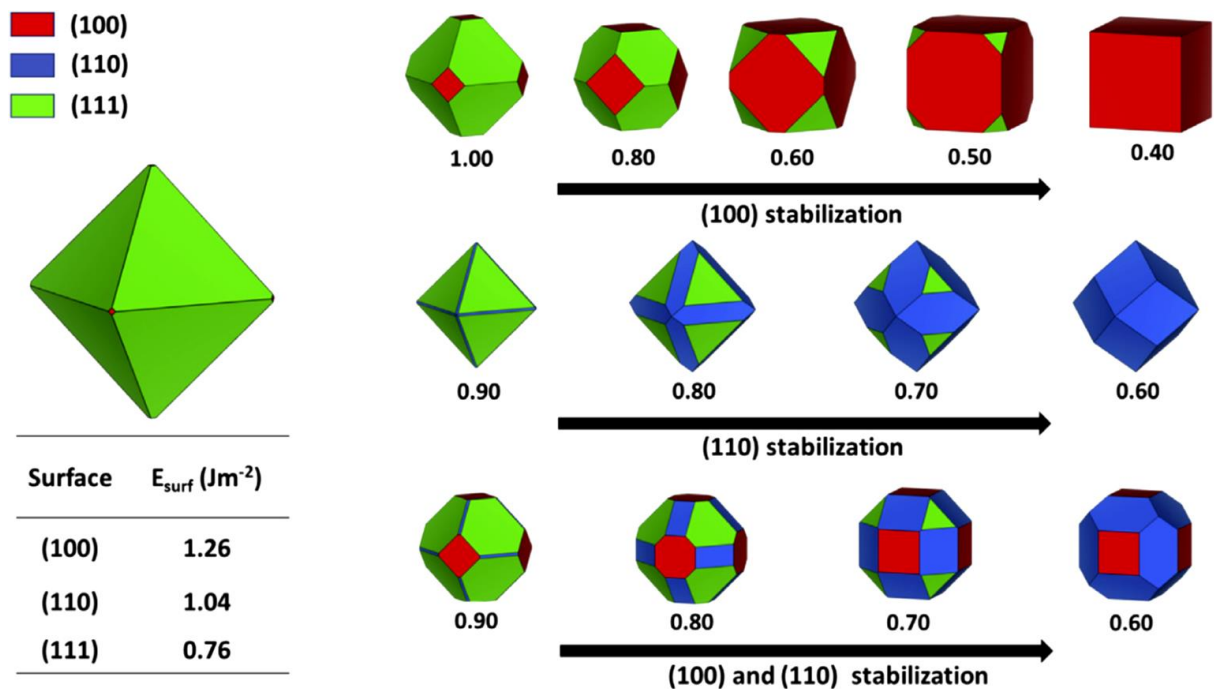 (100)
(110)
(111)
1.00 0.80 0.60 0.50 0.40
(100) stabilization
0.90 0.80 0.70 0.60
(110) stabilization
Surface E_surf (Jm⁻²)
(100) 1.26
(110) 1.04
(111) 0.76
0.90 0.80 0.70 0.60
(100) and (110) stabilization